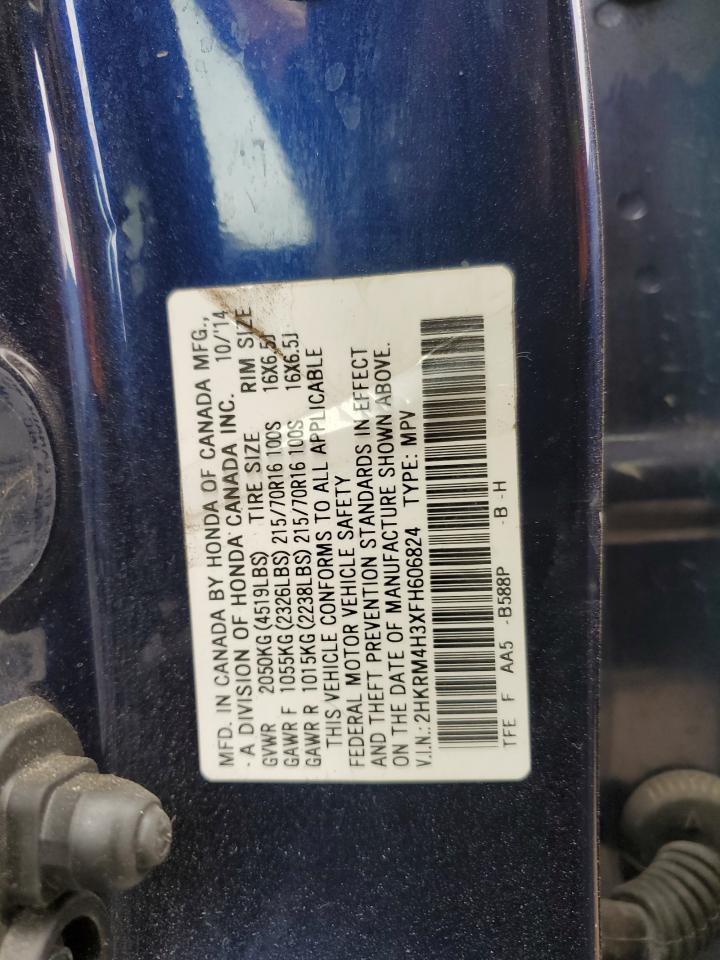 MFD. IN CANADA BY HONDA OF CANADA MFG.,
- A DIVISION OF HONDA CANADA INC. 10/'14
GVWR 2050KG (4519LBS) TIRE SIZE RIM SIZE
GAWR F 1055KG (2326LBS) 215/70R16 100S 16X6.5J
GAWR R 1015KG (2238LBS) 215/70R16 100S 16X6.5J
THIS VEHICLE CONFORMS TO ALL APPLICABLE
FEDERAL MOTOR VEHICLE SAFETY
AND THEFT PREVENTION STANDARDS IN EFFECT
ON THE DATE OF MANUFACTURE SHOWN ABOVE.
V.I.N.: 2HKRM4H3XFH606824 TYPE: MPV
TFE F AA5 -B588P -B -H